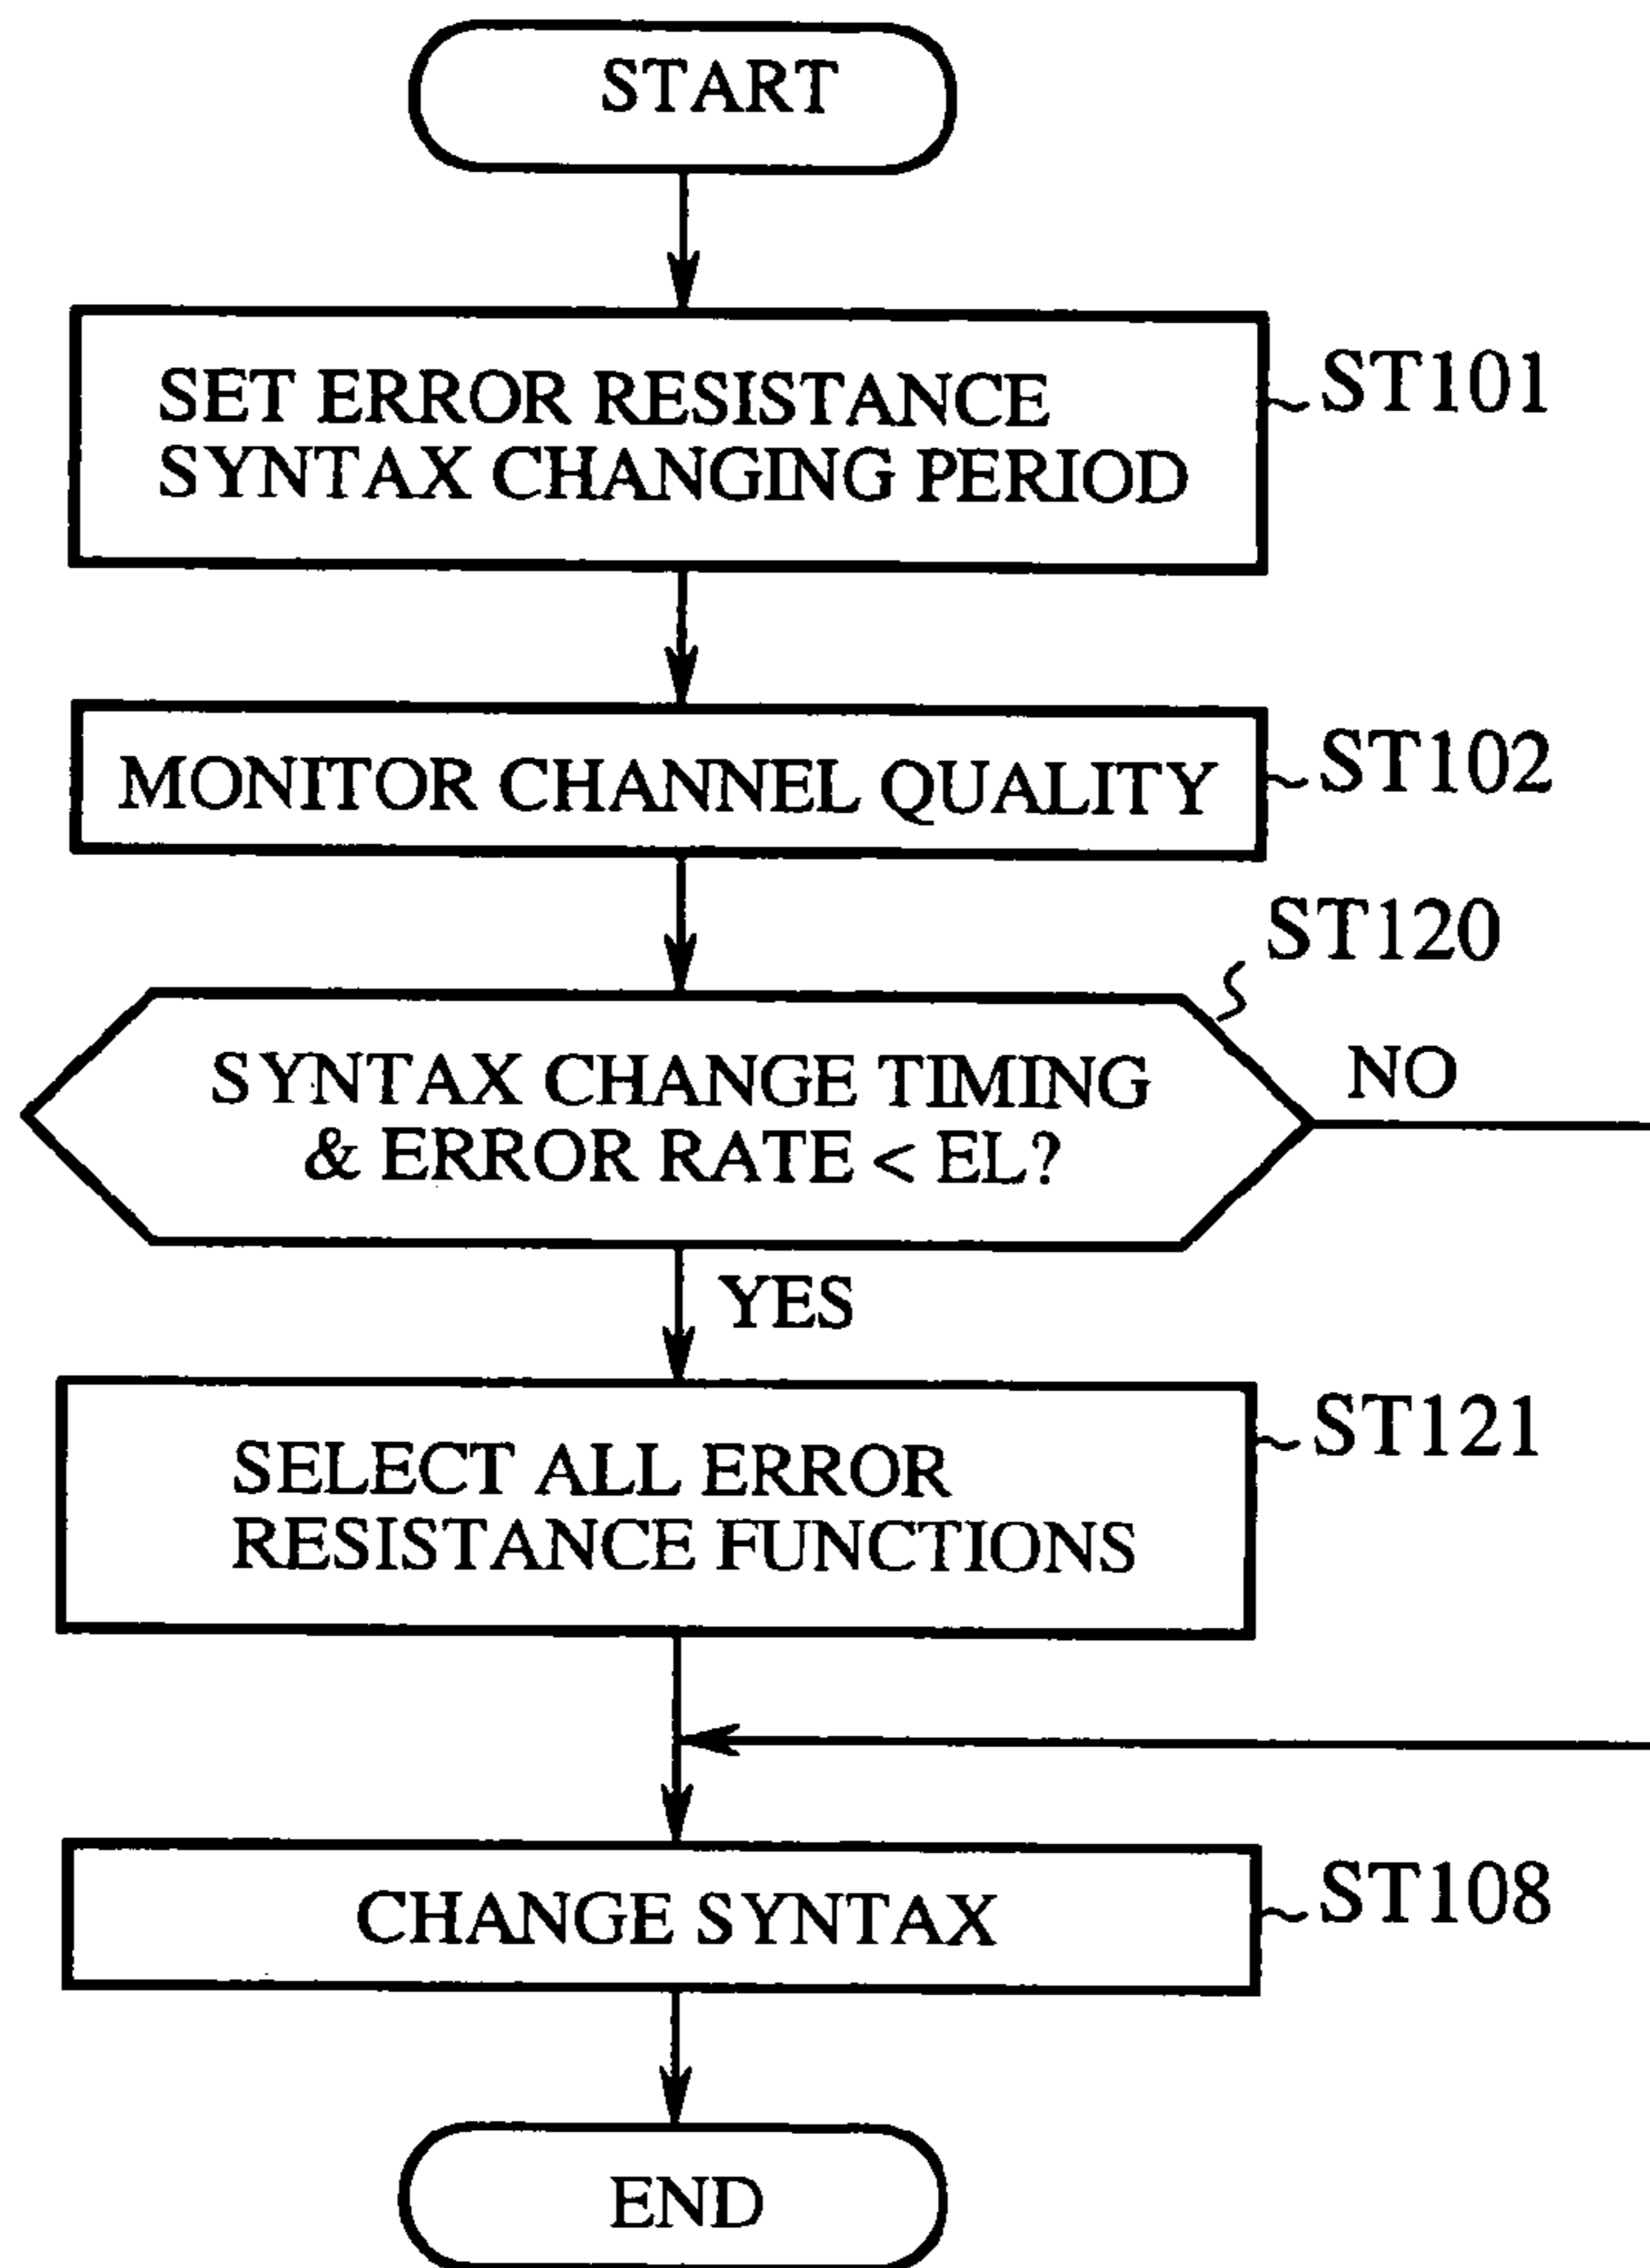 START
SET ERROR RESISTANCE
SYNTAX CHANGING PERIOD
ST101
MONITOR CHANNEL QUALITY
ST102
ST120
SYNTAX CHANGE TIMING
& ERROR RATE < EL?
NO
YES
SELECT ALL ERROR
RESISTANCE FUNCTIONS
ST121
CHANGE SYNTAX
ST108
END